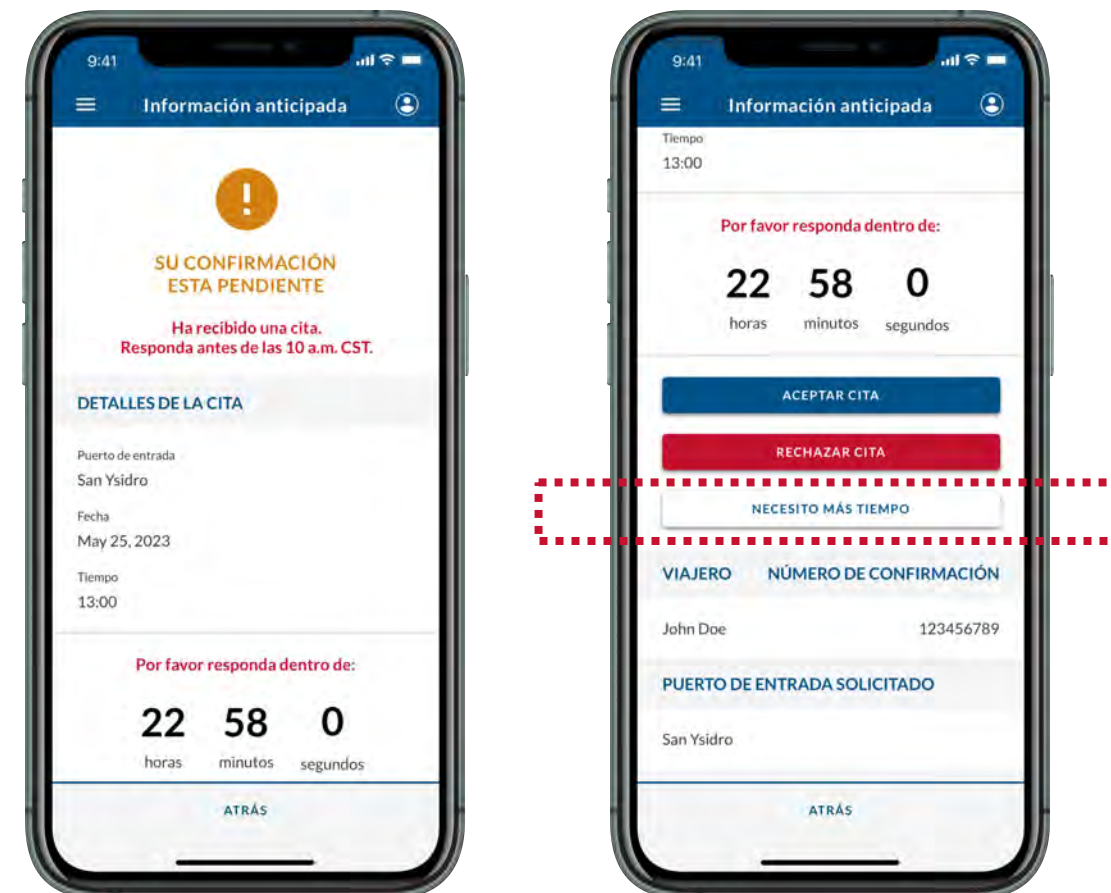 9:41
Información anticipada
SU CONFIRMACIÓN
ESTA PENDIENTE
Ha recibido una cita.
Responda antes de las 10 a.m. CST.
DETALLES DE LA CITA
Puerto de entrada
San Ysidro
Fecha
May 25, 2023
Tiempo
13:00
Por favor responda dentro de:
22 58 0
horas minutos segundos
ATRÁS
9:41
Información anticipada
Tiempo
13:00
Por favor responda dentro de:
22 58 0
horas minutos segundos
ACEPTAR CITA
RECHAZAR CITA
NECESITO MÁS TIEMPO
VIAJERO NÚMERO DE CONFIRMACIÓN
John Doe 123456789
PUERTO DE ENTRADA SOLICITADO
San Ysidro
ATRÁS